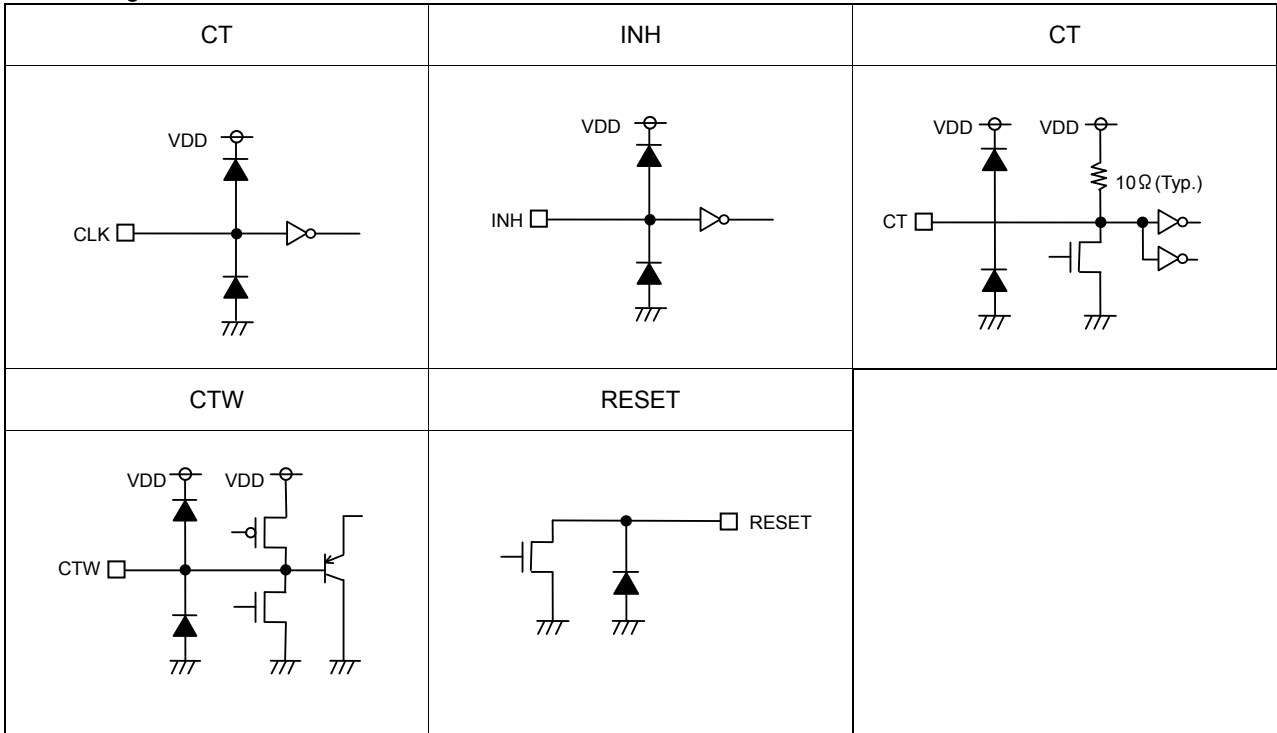 CT
INH
CT
VDD
CLK
VDD
INH
VDD
VDD
10Ω(Typ.)
CT
CTW
RESET
VDD
VDD
CTW
RESET